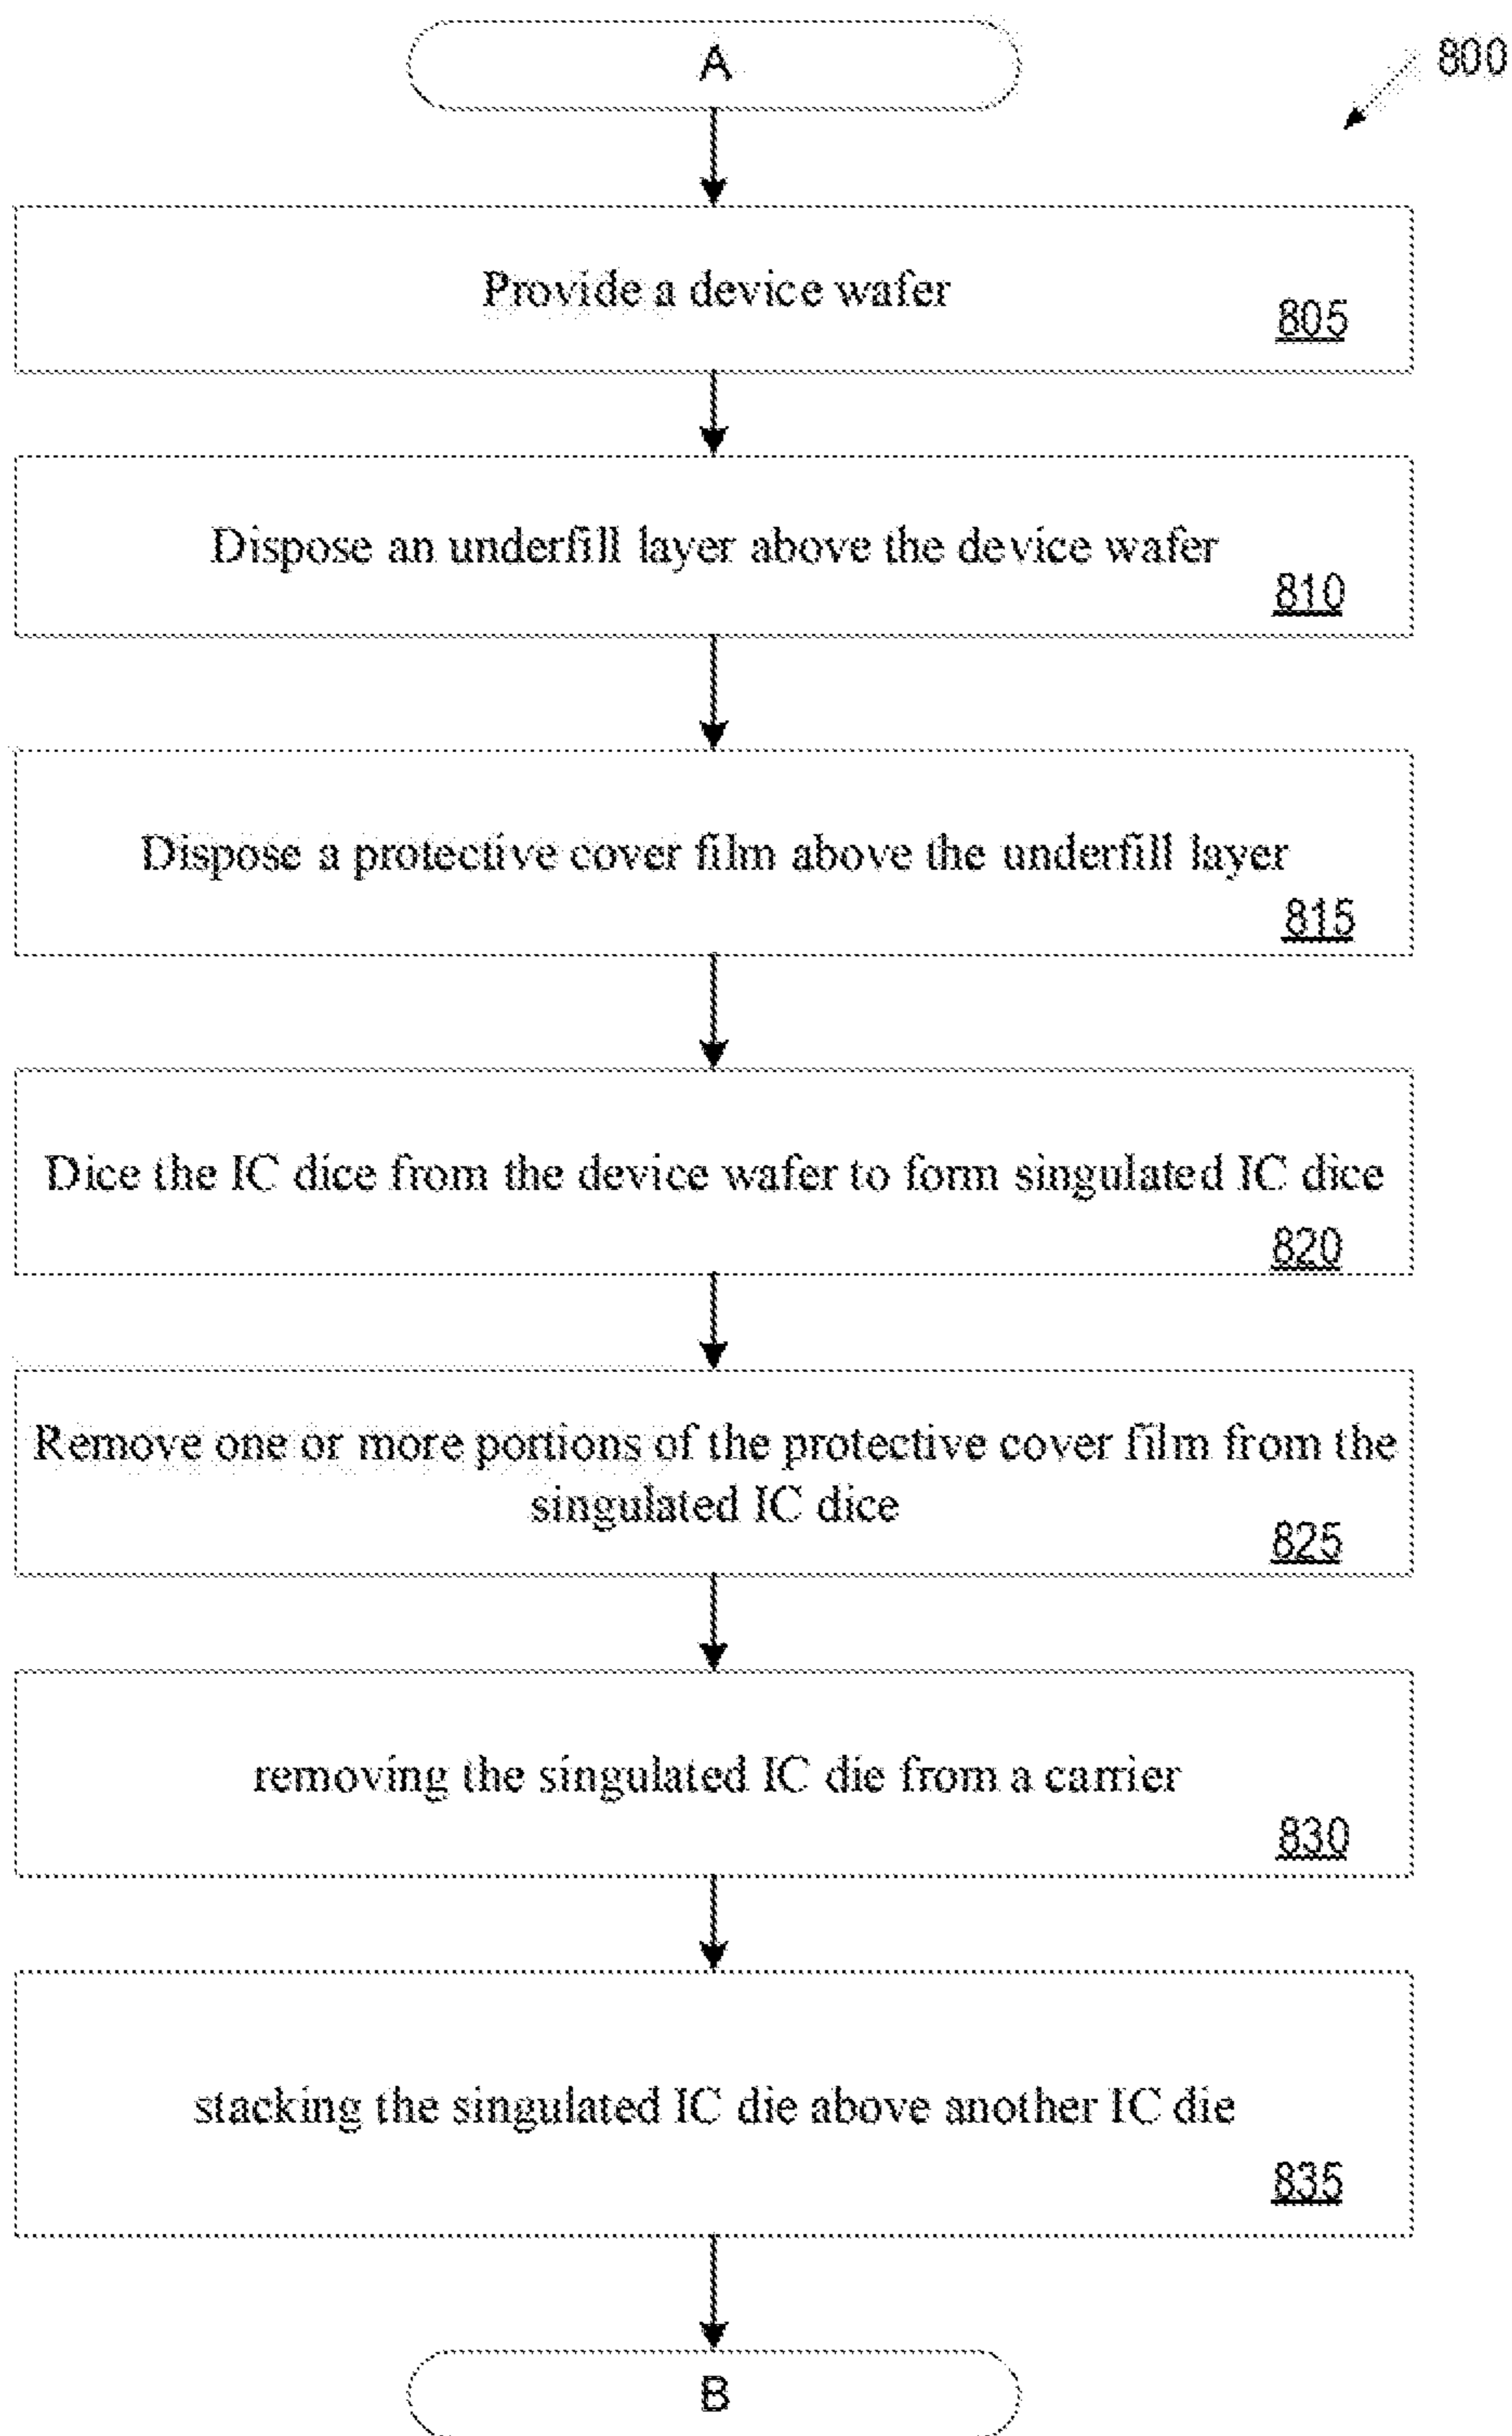 A
800
Provide a device wafer
805
Dispose an underfill layer above the device wafer
810
Dispose a protective cover film above the underfill layer
815
Dice the IC dice from the device wafer to form singulated IC dice
820
Remove one or more portions of the protective cover film from the
singulated IC dice
825
removing the singulated IC die from a carrier
830
stacking the singulated IC die above another IC die
835
B